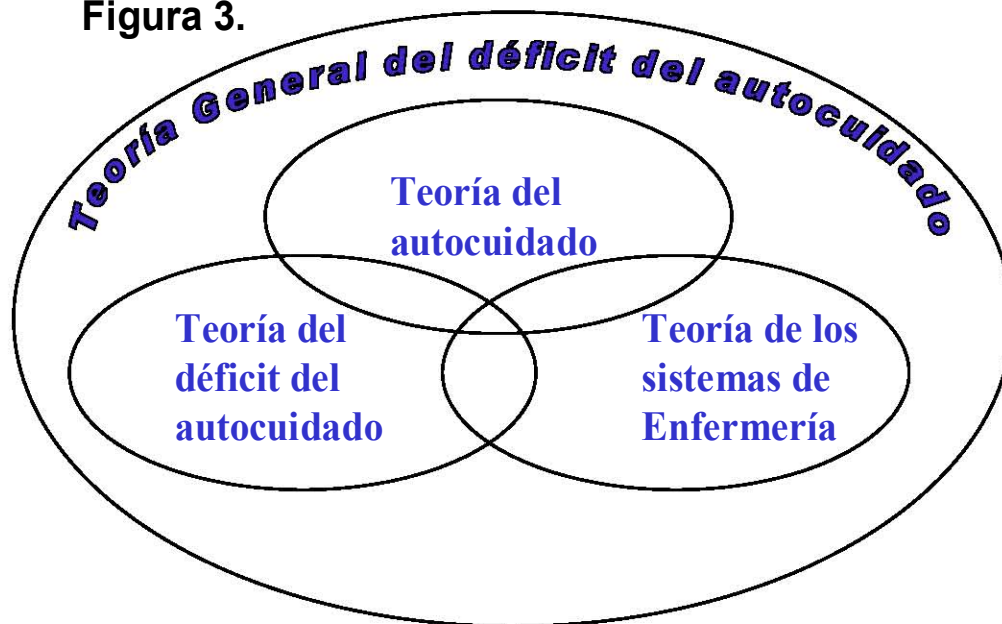 Figura 3.
Teoría General del déficit del autocuidado
Teoría del
autocuidado
Teoría del
déficit del
autocuidado
Teoría de los
sistemas de
Enfermería